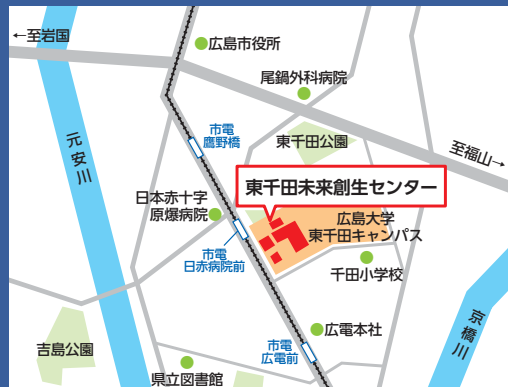 ←至岩国
広島市役所
尾鍋外科病院
元安川
市電
鷹野橋
東千田公園
至福山→
東千田未来創生センター
日本赤十字
原爆病院
広島大学
東千田キャンパス
市電
日赤病院前
千田小学校
京橋川
広電本社
吉島公園
市電
広電前
県立図書館